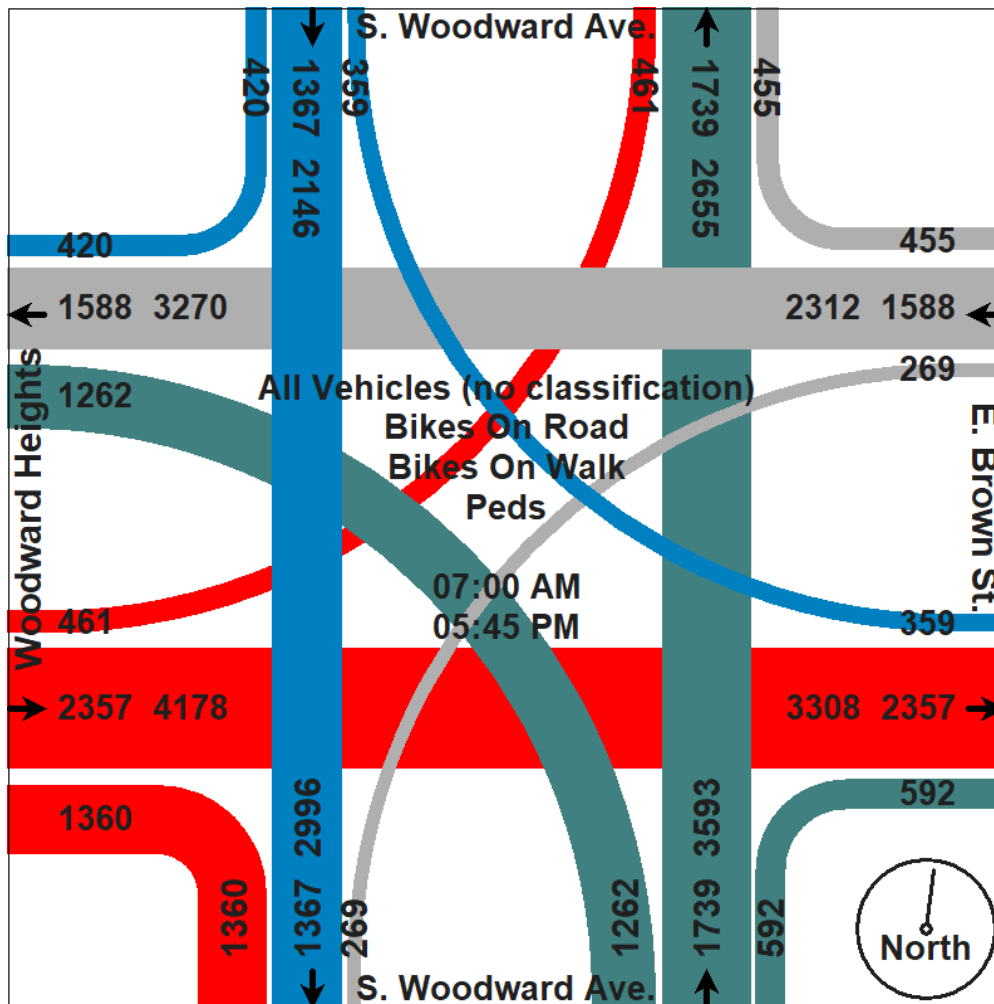 S. Woodward Ave.
420
1367 2146
359
461
1739 2655
455
420
455
1588 3270
2312 1588
1262
269
All Vehicles (no classification)
Bikes On Road
Bikes On Walk
Peds
Woodward Heights
E. Brown St.
07:00 AM
05:45 PM
461
359
2357 4178
3308 2357
1360
592
1360
1367 2996
269
1262
1739 3593
592
North
S. Woodward Ave.